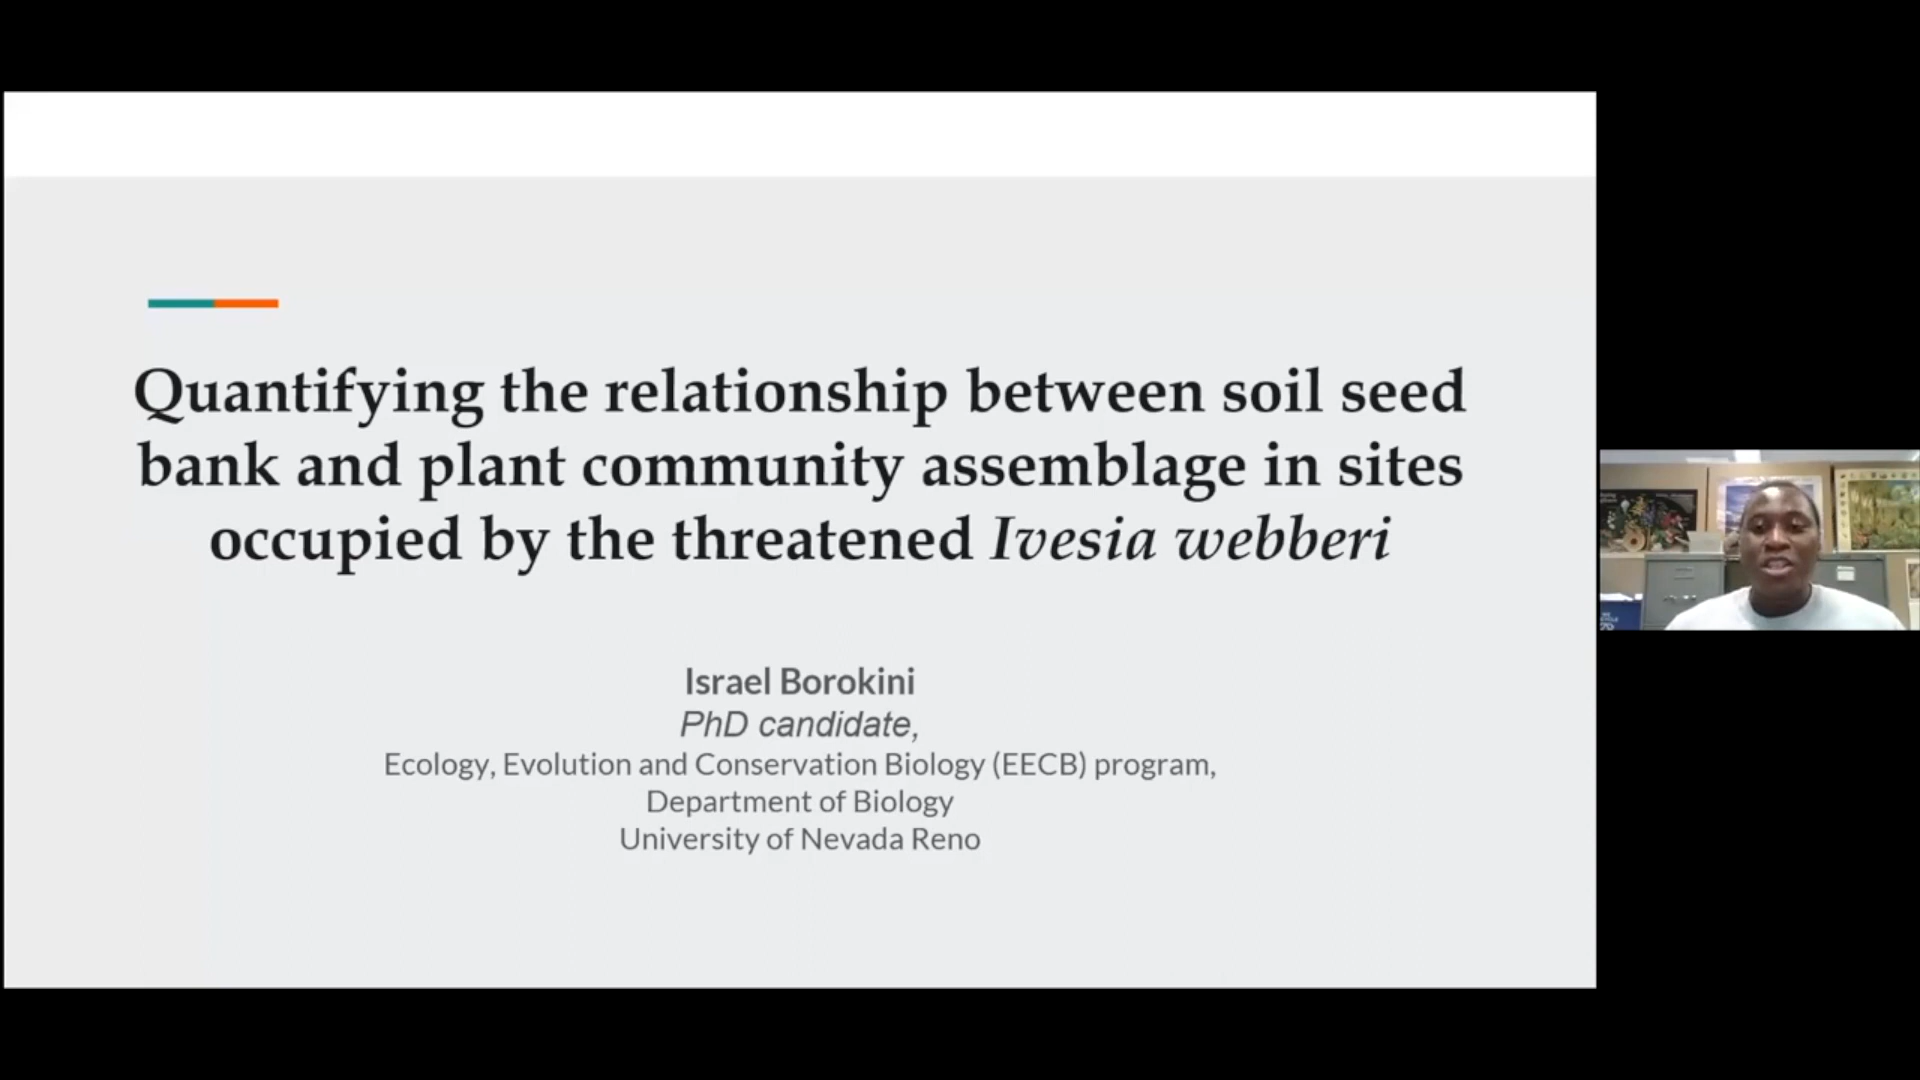 Quantifying the relationship between soil seed
bank and plant community assemblage in sites
occupied by the threatened Ivesia webberi
Israel Borokini
PhD candidate,
Ecology, Evolution and Conservation Biology (EECB) program,
Department of Biology
University of Nevada Reno